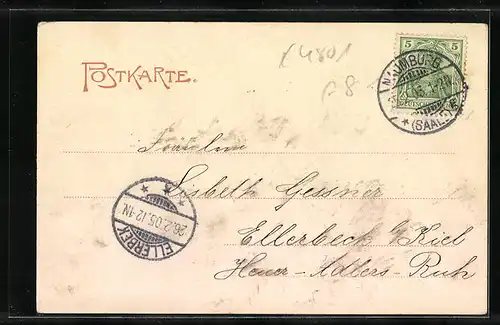 x 4801
8
POSTKARTE.
5 5
NAUMBURG
* (SAALE)
Fräulein
Lisbeth Gessner
Ellerbeck b/Kiel
-Adlers-Ruh
ELLERBEK
26.2.05.12-1N.
* *